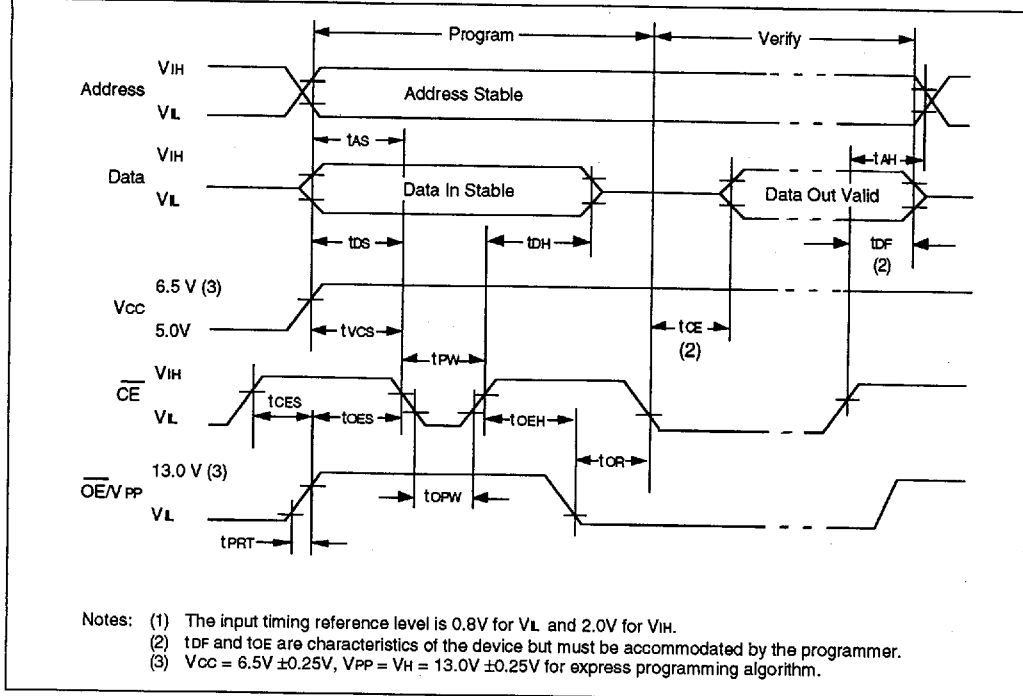 Program
Verify
Address
VIH
VIL
Address Stable
tAS
tAH
Data
VIH
VIL
Data In Stable
Data Out Valid
tDS
tDH
tDF
(2)
VCC
6.5 V (3)
5.0V
tVCS
tCE
(2)
tPW
CE
VIH
VIL
tCES
tOES
tOEH
tOR
OE/VPP
13.0 V (3)
VIL
tOPW
tPRT
Notes: (1) The input timing reference level is 0.8V for VIL and 2.0V for VIH.
(2) tDF and tOE are characteristics of the device but must be accommodated by the programmer.
(3) VCC = 6.5V ±0.25V, VPP = VH = 13.0V ±0.25V for express programming algorithm.